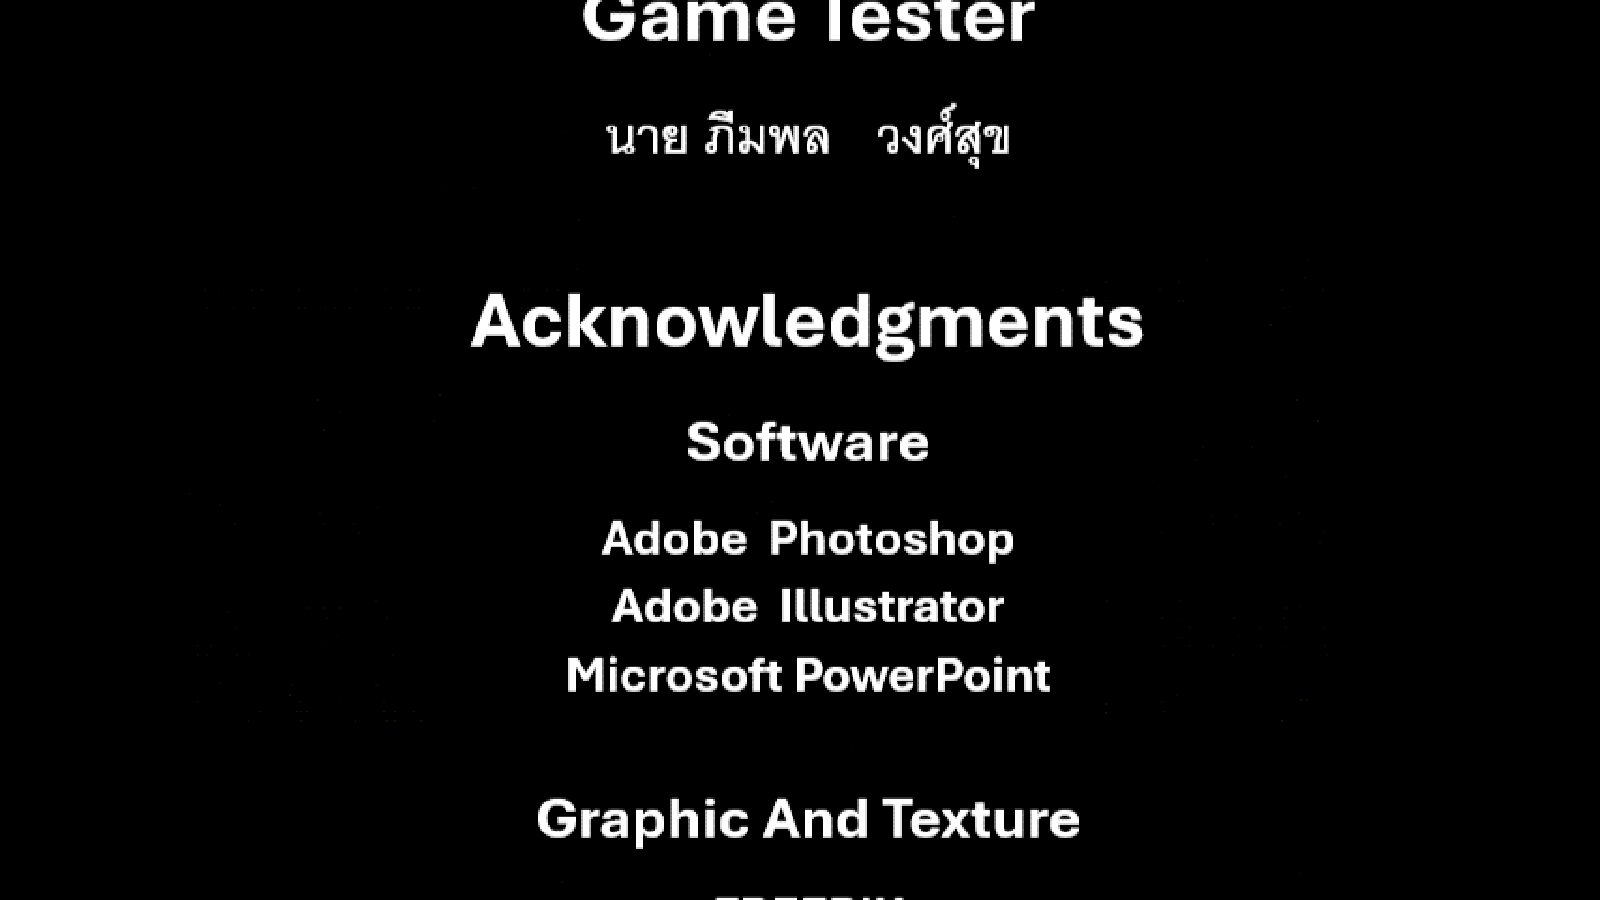 Game Tester
นาย ภีมพล วงศ์สุข
Acknowledgments
Software
Adobe Photoshop
Adobe Illustrator
Microsoft PowerPoint
Graphic And Texture